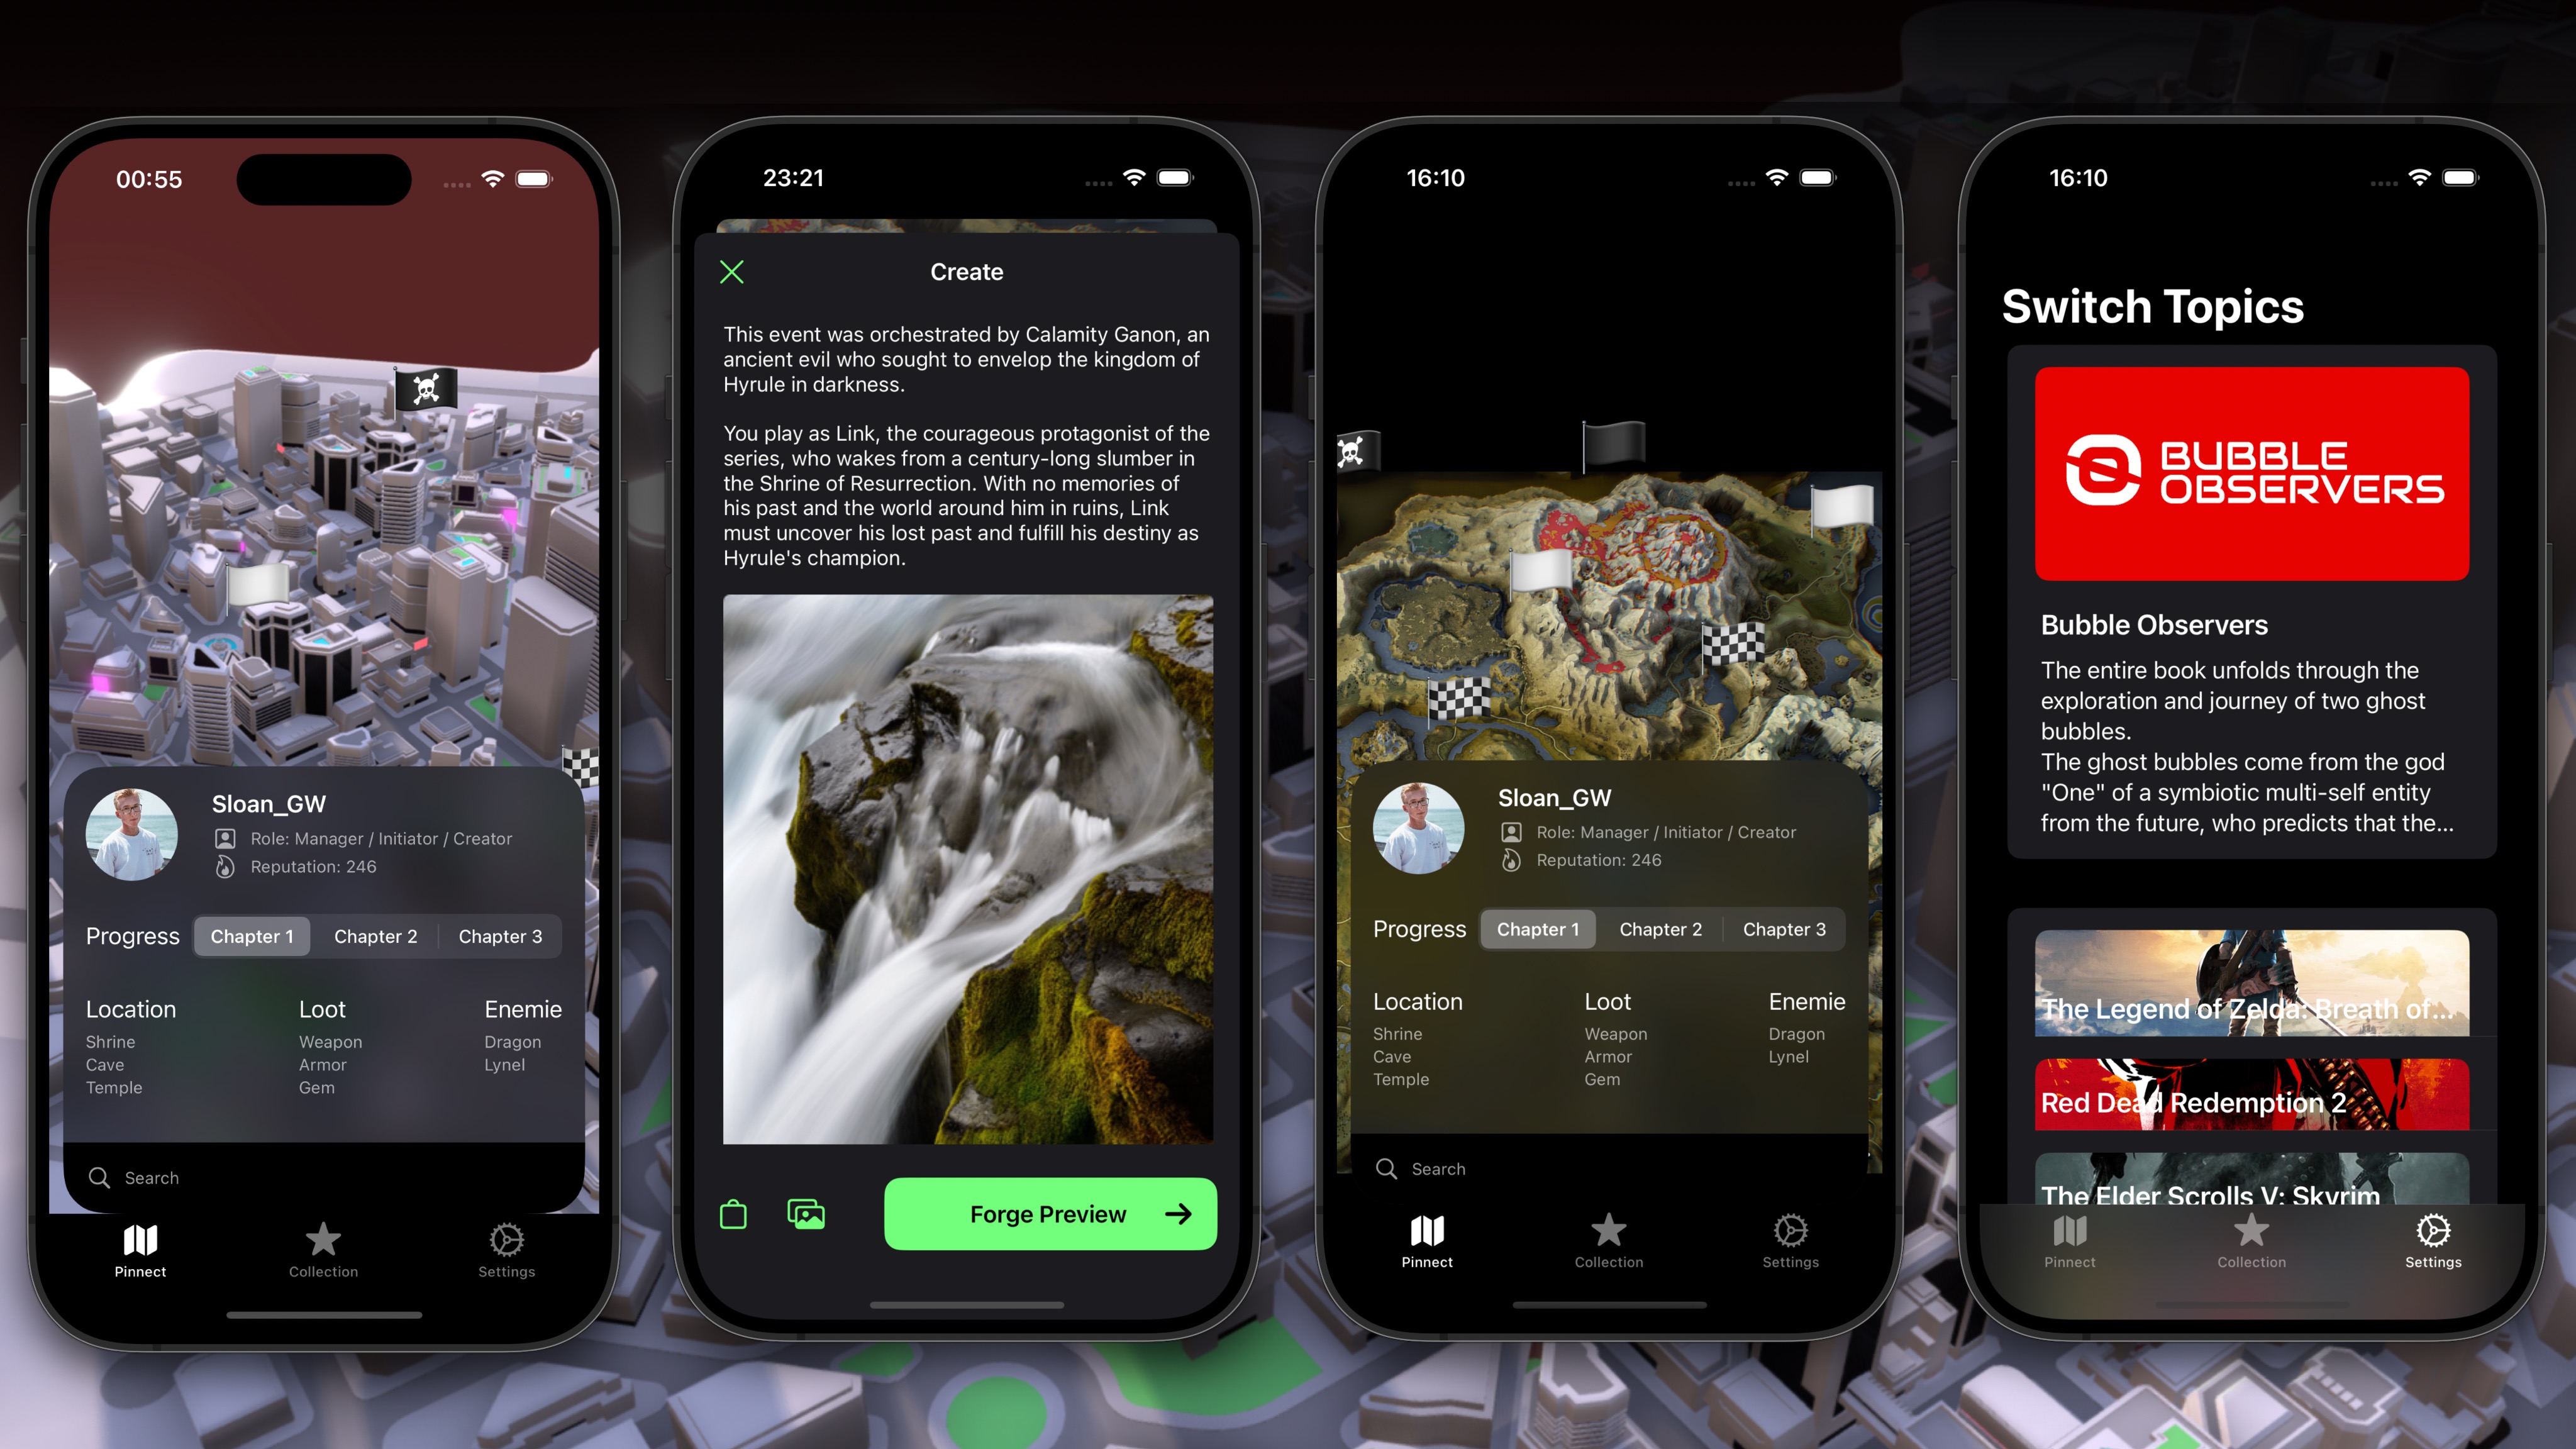 00:55
Sloan_GW
Role: Manager / Initiator / Creator
Reputation: 246
Progress
Chapter 1
Chapter 2
Chapter 3
Location
Loot
Enemie
Shrine
Weapon
Dragon
Cave
Armor
Lynel
Temple
Gem
Search
Pinnect
Collection
Settings
23:21
Create
This event was orchestrated by Calamity Ganon, an
ancient evil who sought to envelop the kingdom of
Hyrule in darkness.
You play as Link, the courageous protagonist of the
series, who wakes from a century-long slumber in
the Shrine of Resurrection. With no memories of
his past and the world around him in ruins, Link
must uncover his lost past and fulfill his destiny as
Hyrule's champion.
Forge Preview
16:10
Sloan_GW
Role: Manager / Initiator / Creator
Reputation: 246
Progress
Chapter 1
Chapter 2
Chapter 3
Location
Loot
Enemie
Shrine
Weapon
Dragon
Cave
Armor
Lynel
Temple
Gem
Search
Pinnect
Collection
Settings
16:10
Switch Topics
BUBBLE
OBSERVERS
Bubble Observers
The entire book unfolds through the
exploration and journey of two ghost
bubbles.
The ghost bubbles come from the god
"One" of a symbiotic multi-self entity
from the future, who predicts that the...
The Legend of Zelda: Breath of...
Red Dead Redemption 2
The Elder Scrolls V: Skyrim
Pinnect
Collection
Settings